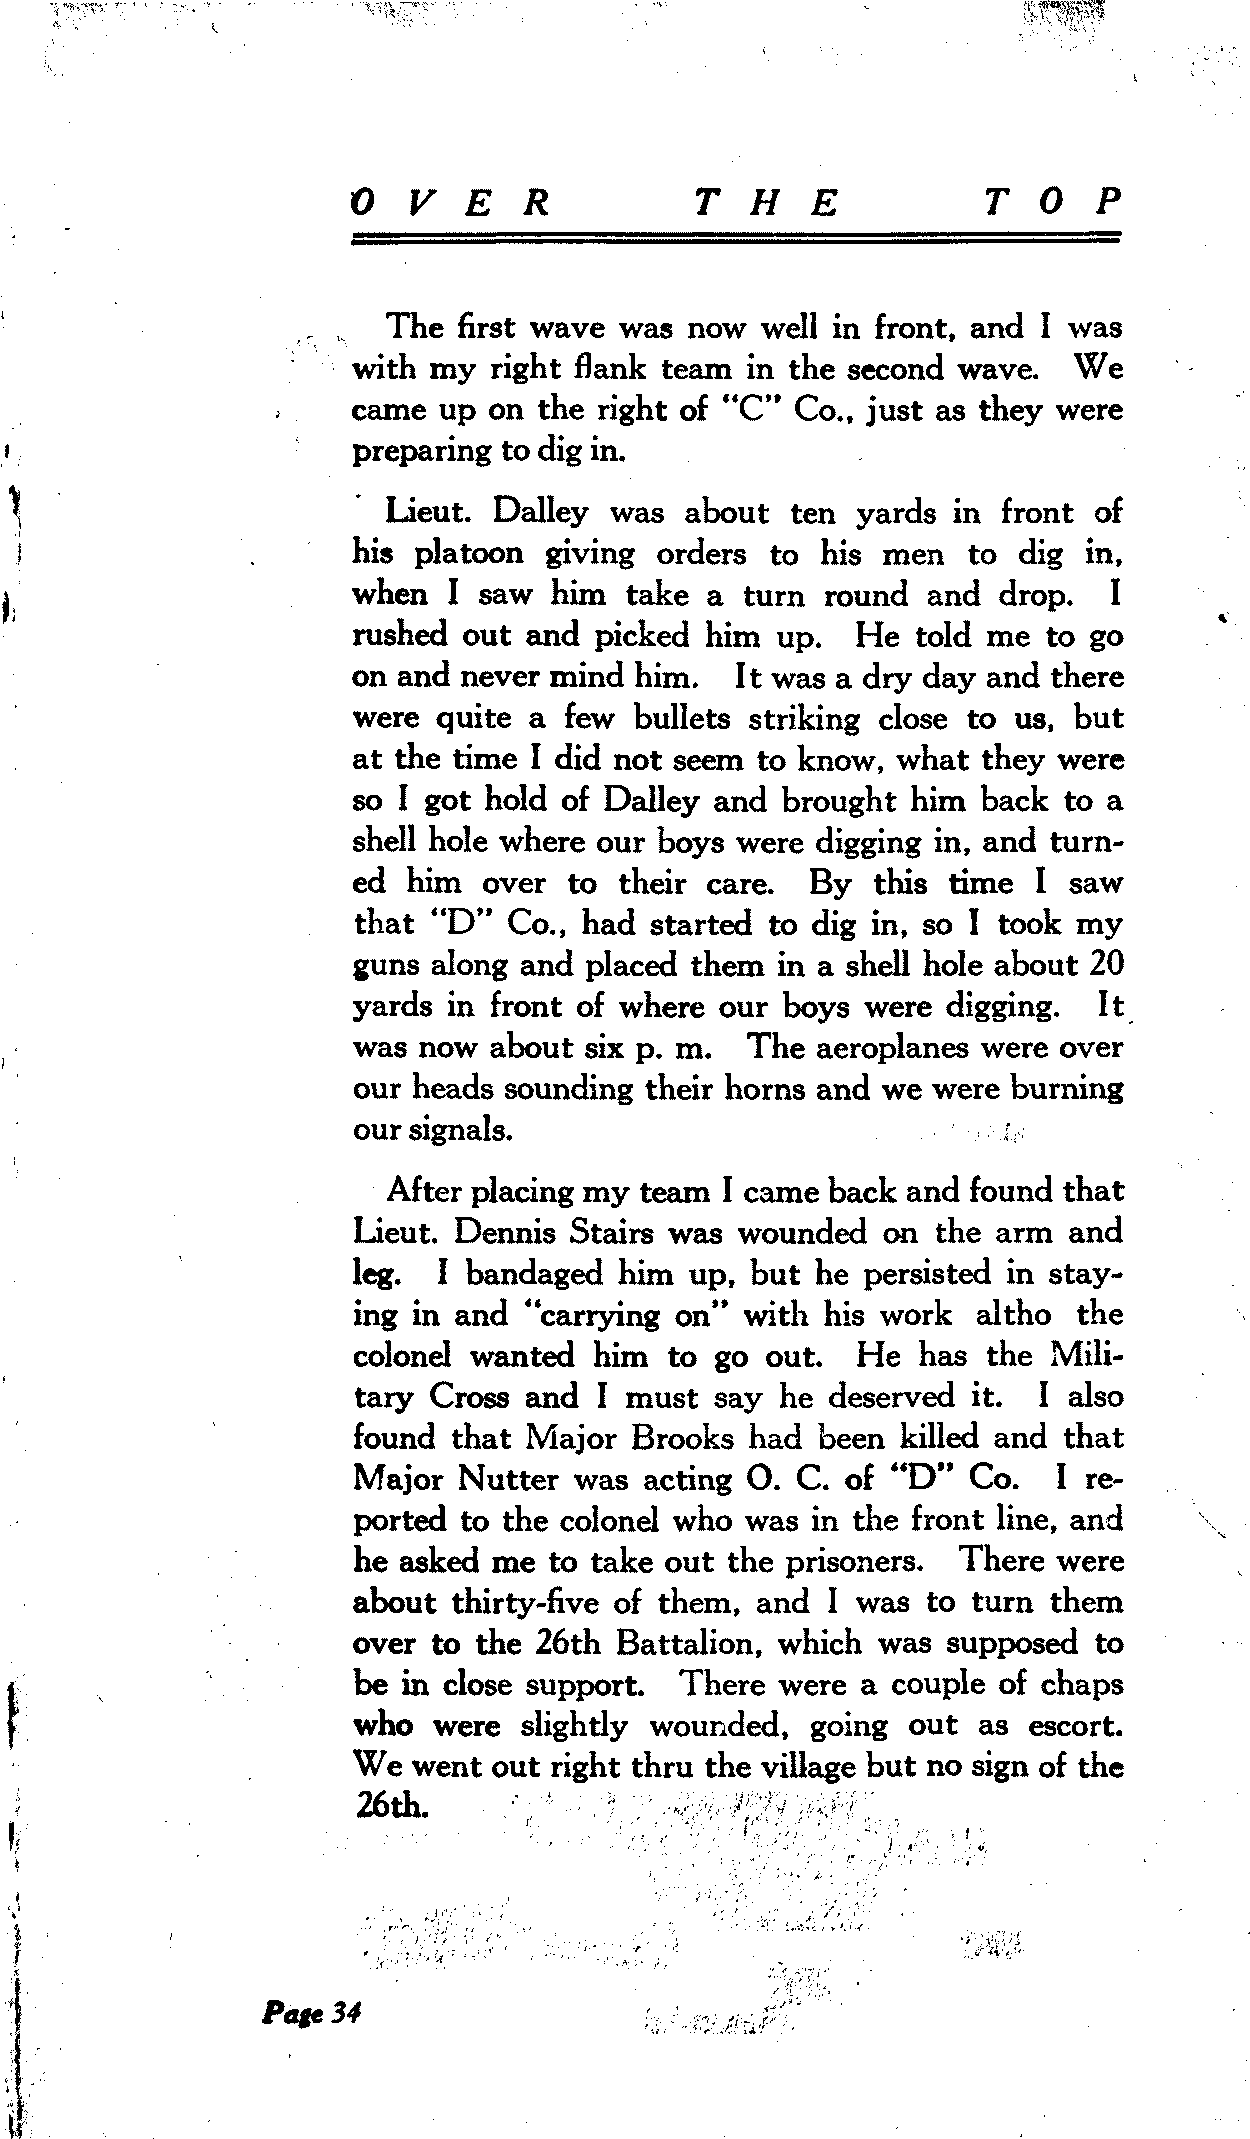 OVER THE TOP
The first wave was now well in front, and I was
with my right flank team in the second wave. We
came up on the right of "C" Co., just as they were
preparing to dig in.
Lieut. Dalley was about ten yards in front of
his platoon giving orders to his men to dig in,
when I saw him take a turn round and drop. I
rushed out and picked him up. He told me to go
on and never mind him. It was a dry day and there
were quite a few bullets striking close to us, but
at the time I did not seem to know, what they were
so I got hold of Dalley and brought him back to a
shell hole where our boys were digging in, and turn-
ed him over to their care. By this time I saw
that "D" Co., had started to dig in, so I took my
guns along and placed them in a shell hole about 20
yards in front of where our boys were digging. It
was now about six p. m. The aeroplanes were over
our heads sounding their horns and we were burning
our signals.
After placing my team I came back and found that
Lieut. Dennis Stairs was wounded on the arm and
leg. I bandaged him up, but he persisted in stay-
ing in and "carrying on" with his work altho the
colonel wanted him to go out. He has the Mili-
tary Cross and I must say he deserved it. I also
found that Major Brooks had been killed and that
Major Nutter was acting O. C. of "D" Co. I re-
ported to the colonel who was in the front line, and
he asked me to take out the prisoners. There were
about thirty-five of them, and I was to turn them
over to the 26th Battalion, which was supposed to
be in close support. There were a couple of chaps
who were slightly wounded, going out as escort.
We went out right thru the village but no sign of the
26th.
Page 34